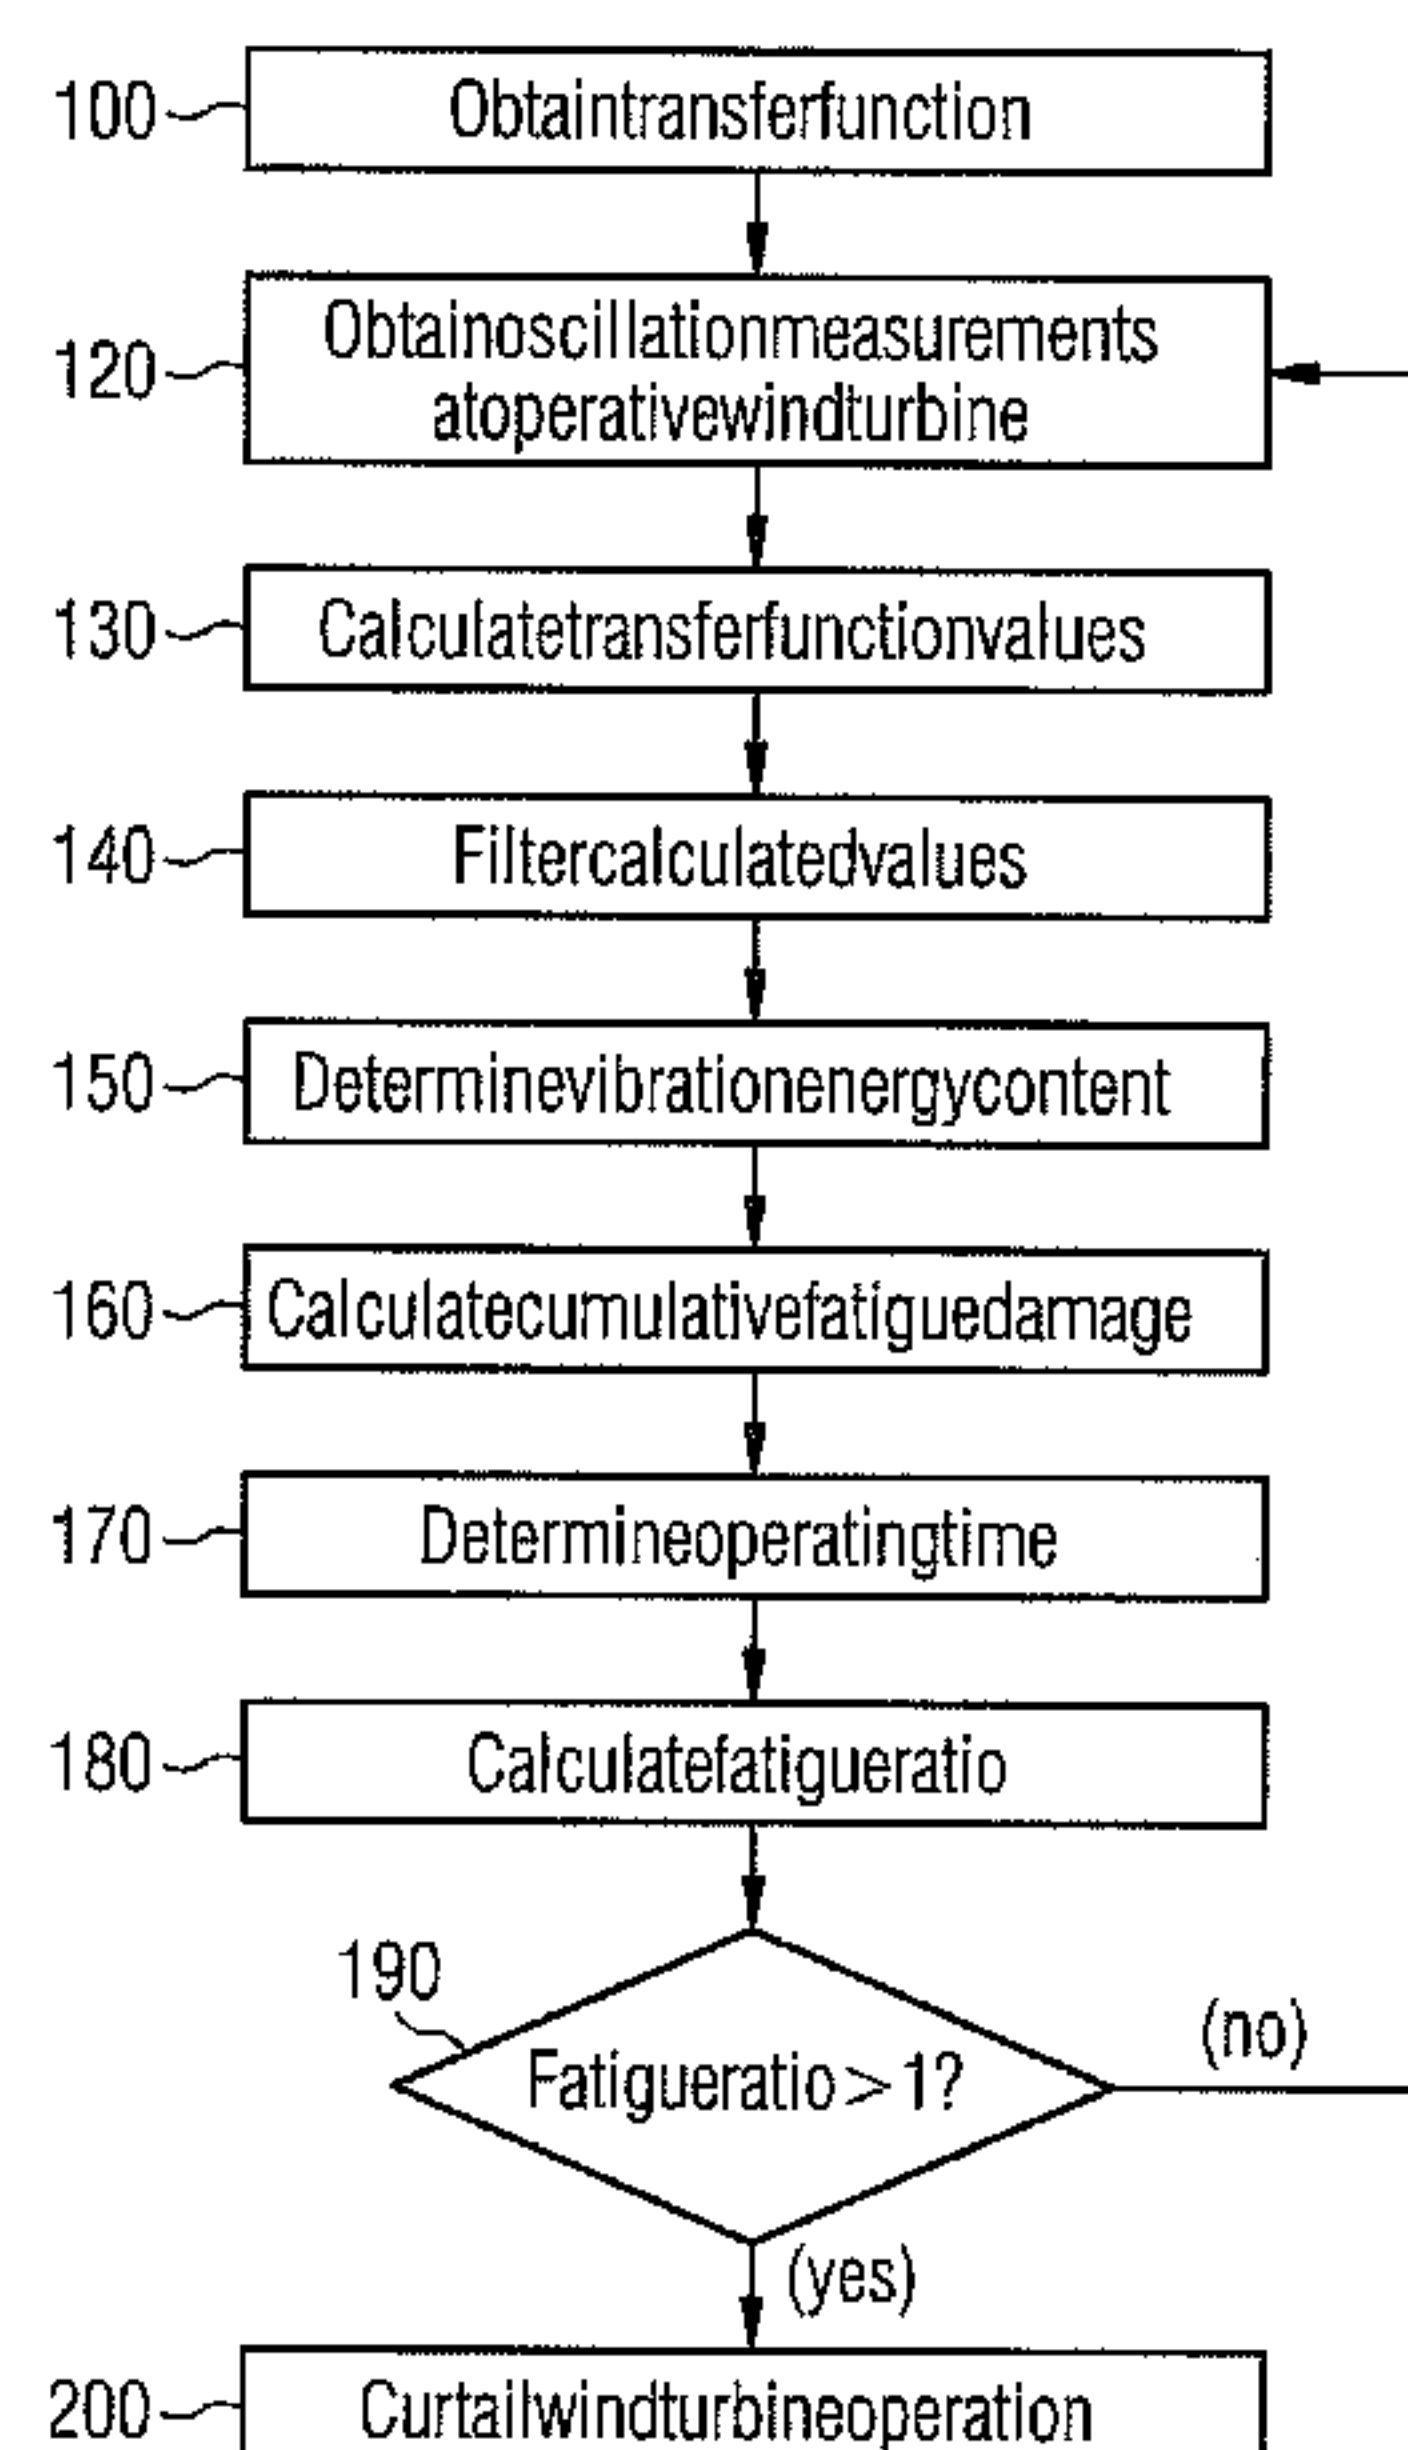 100 Obtaintransferfunction
120 Obtainoscillationmeasurements
atoperativewindturbine
130 Calculatetransferfunctionvalues
140 Filtercalculatedvalues
150 Determinevibrationenergycontent
160 Calculatecumulativefatiguedamage
170 Determineoperatingtime
180 Calculatefatigueratio
190
(no)
Fatigueratio>1?
(yes)
200 Curtailwindturbineoperation